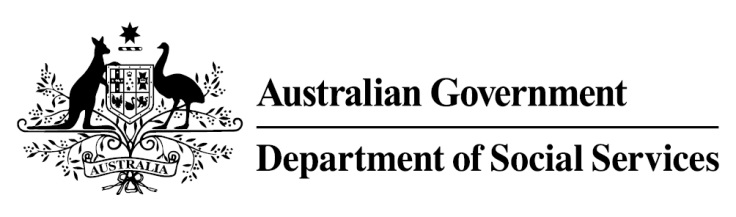 AUSTRALIA
Australian Government
Department of Social Services